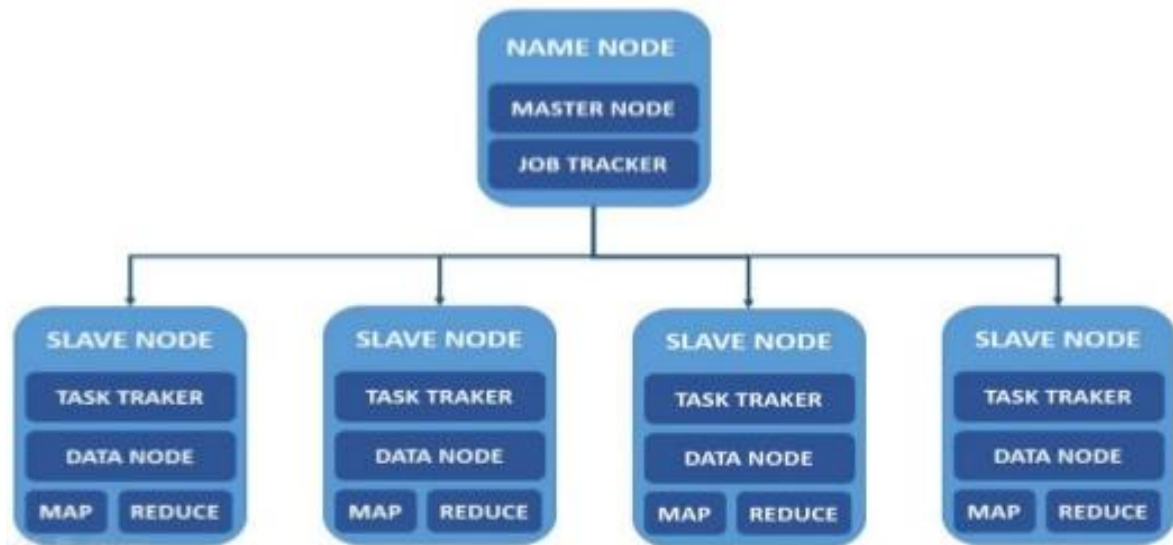 NAME NODE
MASTER NODE
JOB TRACKER
SLAVE NODE
TASK TRAKER
DATA NODE
MAP REDUCE
SLAVE NODE
TASK TRAKER
DATA NODE
MAP REDUCE
SLAVE NODE
TASK TRAKER
DATA NODE
MAP REDUCE
SLAVE NODE
TASK TRAKER
DATA NODE
MAP REDUCE